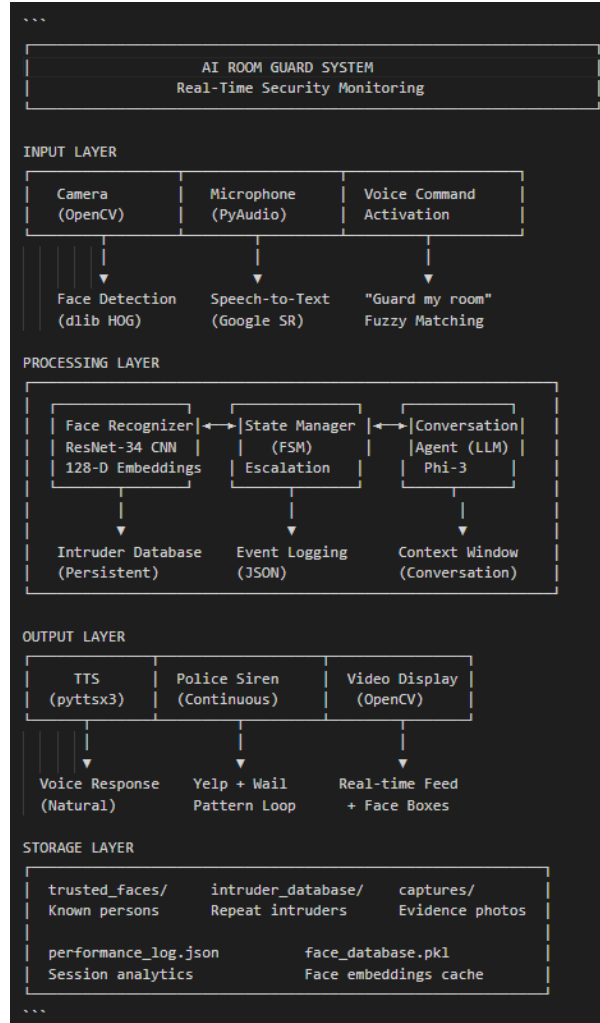 ```
AI ROOM GUARD SYSTEM
Real-Time Security Monitoring
INPUT LAYER
Camera Microphone Voice Command
(OpenCV) (PyAudio) Activation
Face Detection Speech-to-Text "Guard my room"
(dlib HOG) (Google SR) Fuzzy Matching
PROCESSING LAYER
Face Recognizer State Manager Conversation
ResNet-34 CNN (FSM) Agent (LLM)
128-D Embeddings Escalation Phi-3
Intruder Database Event Logging Context Window
(Persistent) (JSON) (Conversation)
OUTPUT LAYER
TTS Police Siren Video Display
(pyttsx3) (Continuous) (OpenCV)
Voice Response Yelp + Wail Real-time Feed
(Natural) Pattern Loop + Face Boxes
STORAGE LAYER
trusted_faces/ intruder_database/ captures/
Known persons Repeat intruders Evidence photos
performance_log.json face_database.pkl
Session analytics Face embeddings cache
```